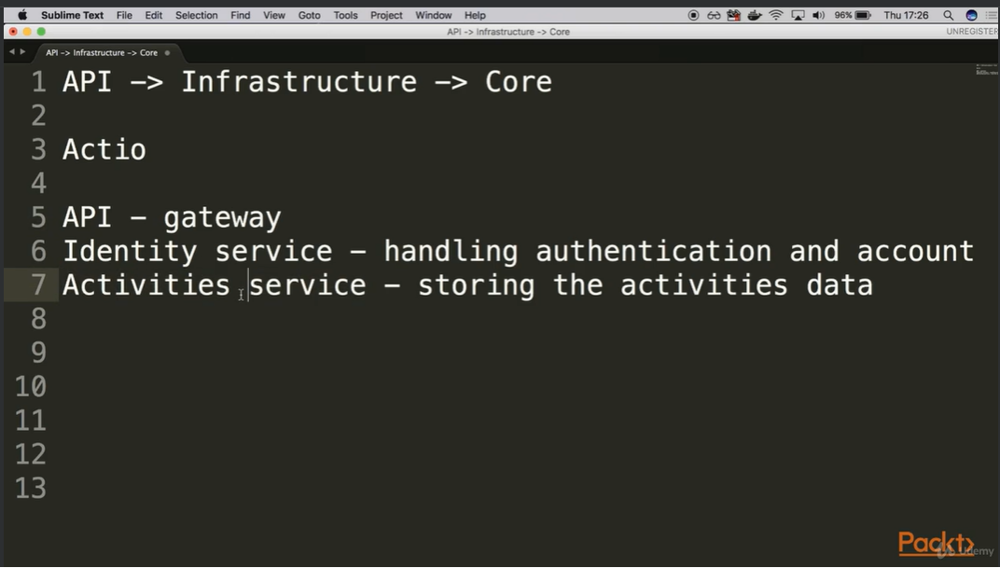 Sublime Text File Edit Selection Find View Goto Tools Project Window Help 96% Thu 17:26
API -> Infrastructure -> Core UNREGISTER
API -> Infrastructure -> Core
1 API -> Infrastructure -> Core
2
3 Actio
4
5 API - gateway
6 Identity service - handling authentication and account
7 Activities service - storing the activities data
8
9
10
11
12
13
Packt
Udemy